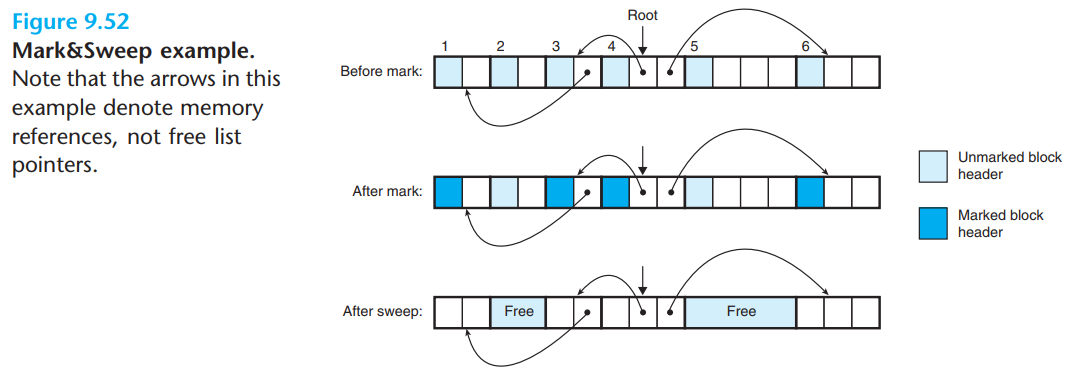 Figure 9.52
Mark&Sweep example.
Note that the arrows in this
example denote memory
references, not free list
pointers.
Root
1 2 3 4 5 6
Before mark:
After mark:
Unmarked block
header
Marked block
header
After sweep:
Free Free